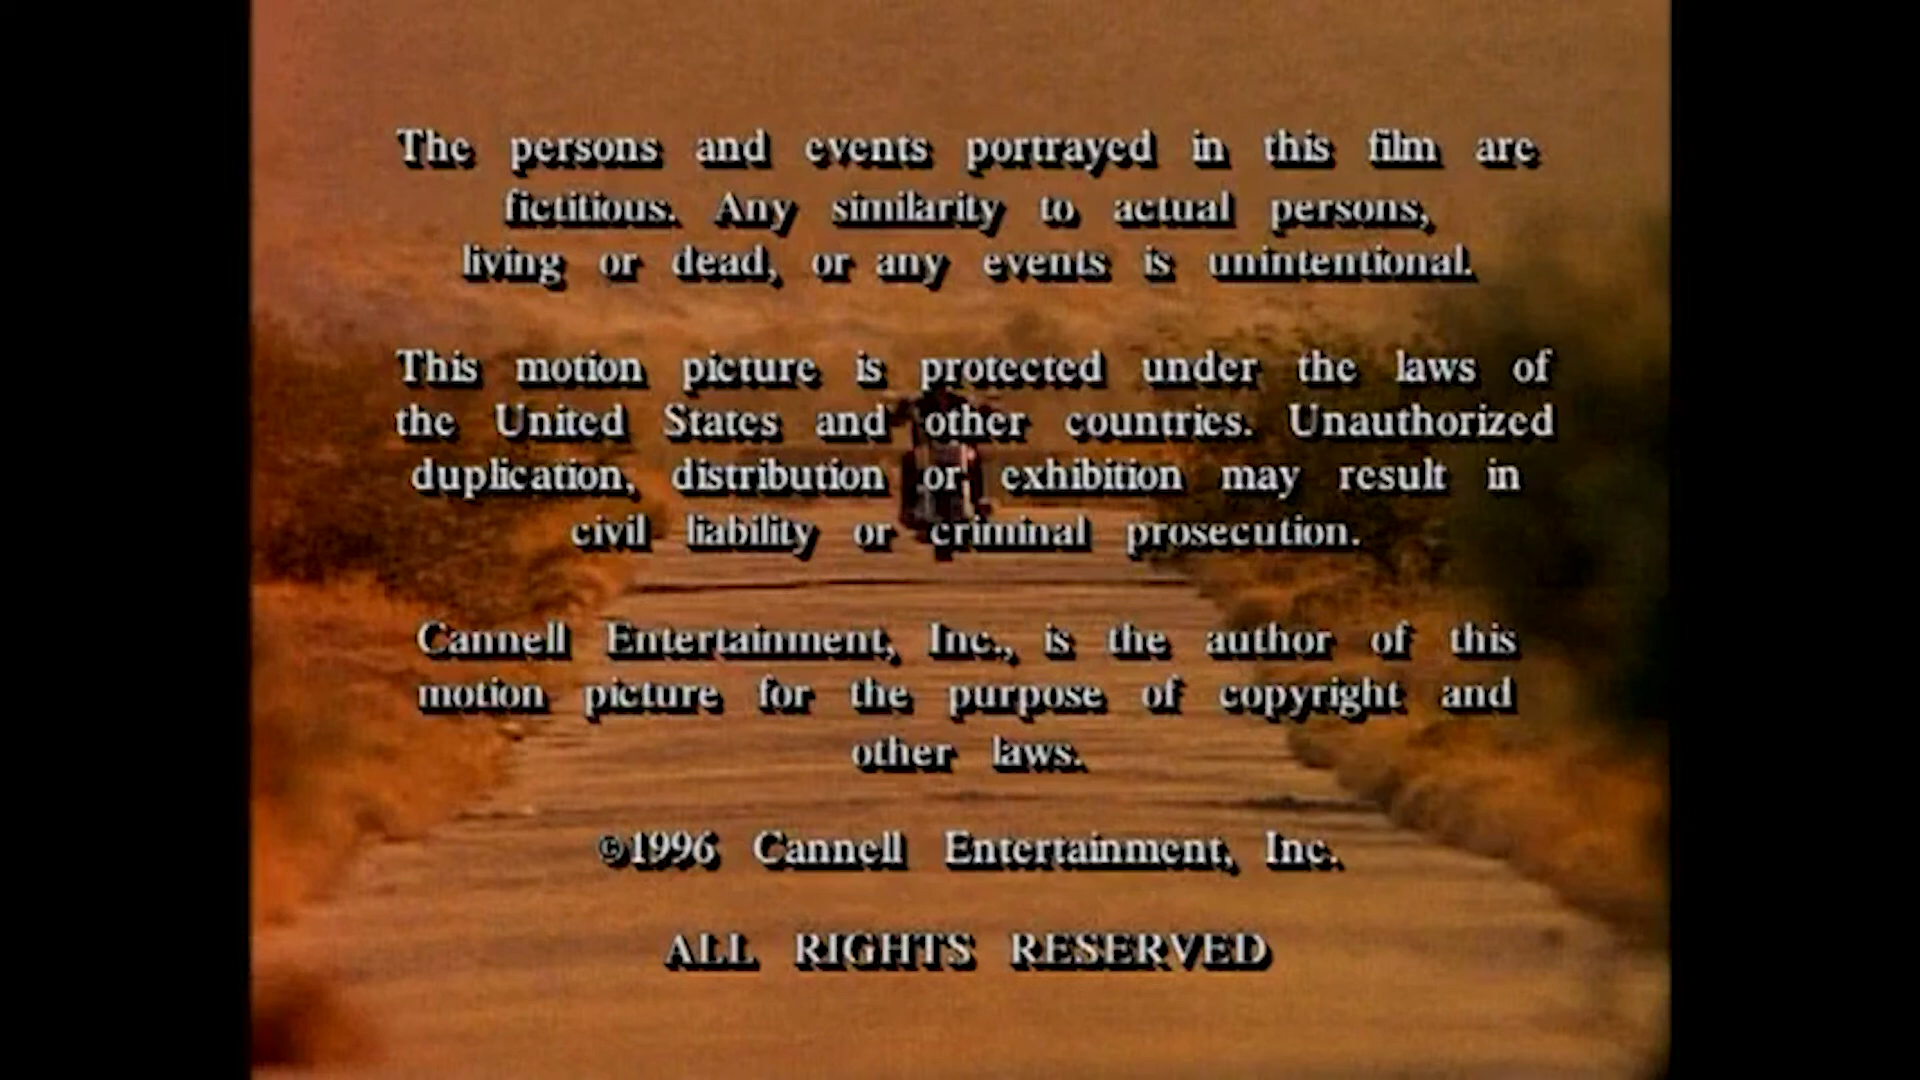 The persons and events portrayed in this film are
fictitious. Any similarity to actual persons,
living or dead, or any events is unintentional.
This motion picture is protected under the laws of
the United States and other countries. Unauthorized
duplication, distribution or exhibition may result in
civil liability or criminal prosecution.
Cannell Entertainment, Inc., is the author of this
motion picture for the purpose of copyright and
other laws.
©1996 Cannell Entertainment, Inc.
ALL RIGHTS RESERVED